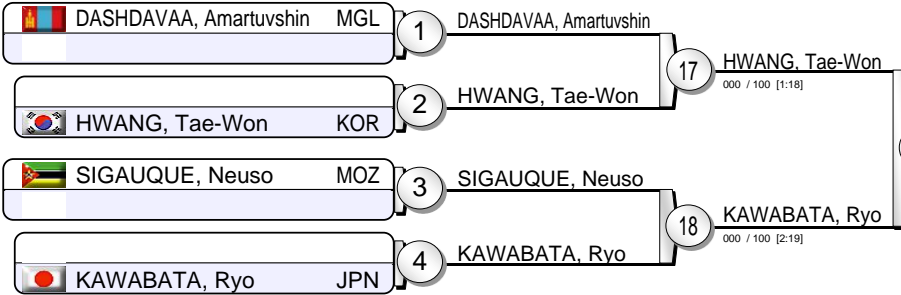 DASHDAVAA, Amartuvshin MGL
1
DASHDAVAA, Amartuvshin
17
HWANG, Tae-Won
000 / 100 [1:18]
2
HWANG, Tae-Won
HWANG, Tae-Won KOR
SIGAUQUE, Neuso MOZ
3
SIGAUQUE, Neuso
18
KAWABATA, Ryo
000 / 100 [2:19]
4
KAWABATA, Ryo
KAWABATA, Ryo JPN